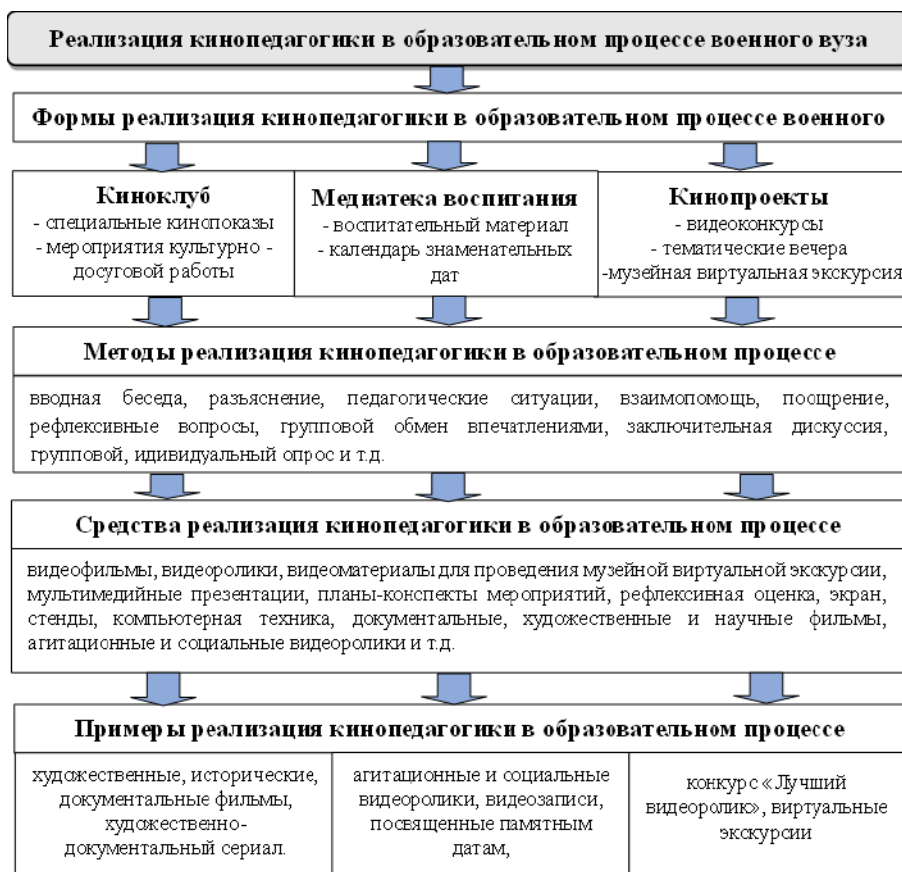 Реализация кинопедагогики в образовательном процессе военного вуза
Формы реализация кинопедагогики в образовательном процессе военного
Киноклуб
- специальные кинопоказы
- мероприятия культурно -
досуговой работы
Медиатека воспитания
- воспитательный материал
- календарь знаменательных
дат
Кинопроекты
- видеоконкурсы
- тематические вечера
-музейная виртуальная экскурсия
Методы реализация кинопедагогики в образовательном процессе
вводная беседа, разъяснение, педагогические ситуации, взаимопомощь, поощрение,
рефлексивные вопросы, групповой обмен впечатлениями, заключительная дискуссия,
групповой, идивидуальный опрос и т.д.
Средства реализация кинопедагогики в образовательном процессе
видеофильмы, видеоролики, видеоматериалы для проведения музейной виртуальной экскурсии,
мультимедийные презентации, планы-конспекты мероприятий, рефлексивная оценка, экран,
стенды, компьютерная техника, документальные, художественные и научные фильмы,
агитационные и социальные видеоролики и т.д.
Примеры реализация кинопедагогики в образовательном процессе
художественные, исторические,
документальные фильмы,
художественно-
документальный сериал.
агитационные и социальные
видеоролики, видеозаписи,
посвященные памятным
датам,
конкурс «Лучший
видеоролик», виртуальные
экскурсии